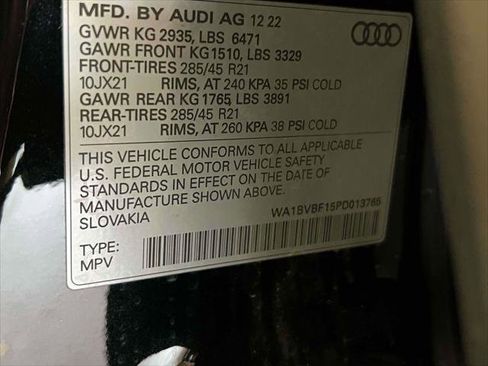 MFD. BY AUDI AG 12 22
GVWR KG 2935, LBS 6471
GAWR FRONT KG1510, LBS 3329
FRONT-TIRES 285/45 R21
10JX21 RIMS, AT 240 KPA 35 PSI COLD
GAWR REAR KG 1765, LBS 3891
REAR-TIRES 285/45 R21
10JX21 RIMS, AT 260 KPA 38 PSI COLD
THIS VEHICLE CONFORMS TO ALL APPLICABLE
U.S. FEDERAL MOTOR VEHICLE SAFETY
STANDARDS IN EFFECT ON THE DATE OF
MANUFACTURE SHOWN ABOVE.
SLOVAKIA
WA1BVBF15PD013765
TYPE:
MPV